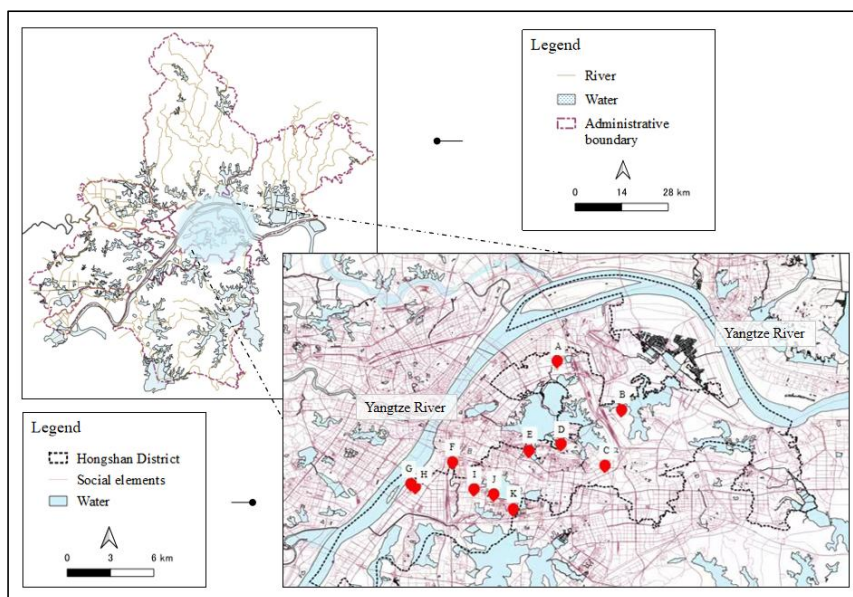 Legend
River
Water
Administrative
boundary
0 14 28 km
Yangtze River
Yangtze River
A
B
C
D
E
F
G H
I
J
K
Legend
Hongshan District
Social elements
Water
0 3 6 km